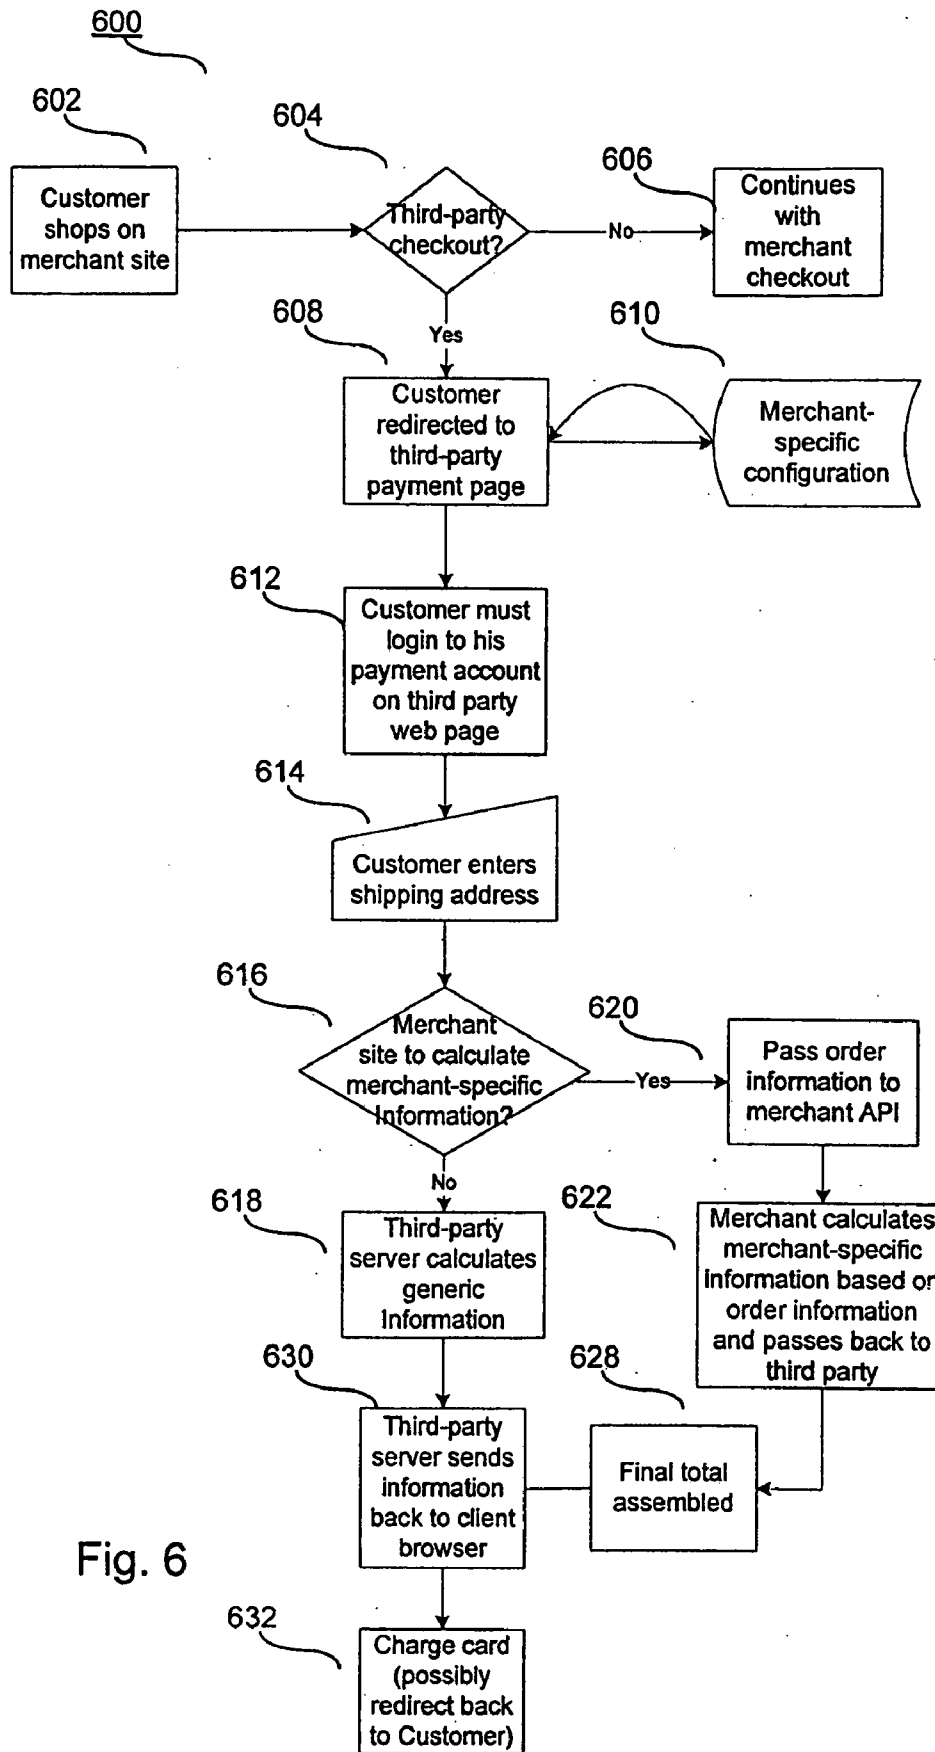 600
602
604
606
Customer
shops on
merchant site
Third-party
checkout?
No
Continues
with
merchant
checkout
608
Yes
610
Customer
redirected to
third-party
payment page
Merchant-
specific
configuration
612
Customer must
login to his
payment account
on third party
web page
614
Customer enters
shipping address
616
Merchant
site to calculate
merchant-specific
Information?
620
Yes
Pass order
information to
merchant API
No
618
Third-party
server calculates
generic
Information
622
Merchant calculates
merchant-specific
information based on
order information
and passes back to
third party
630
Third-party
server sends
information
back to client
browser
628
Final total
assembled
Fig. 6
632
Charge card
(possibly
redirect back
to Customer)